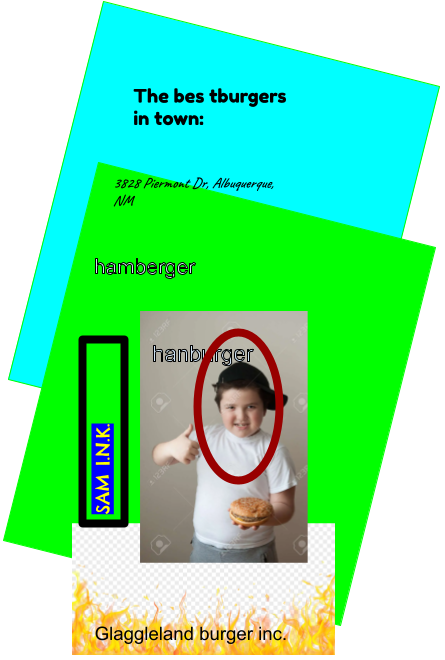 The bes tburgers
in town:
3828 Piermont Dr, Albuquerque,
NM
hamberger
hanburger
SAM I.N.K.
Glaggleland burger inc.